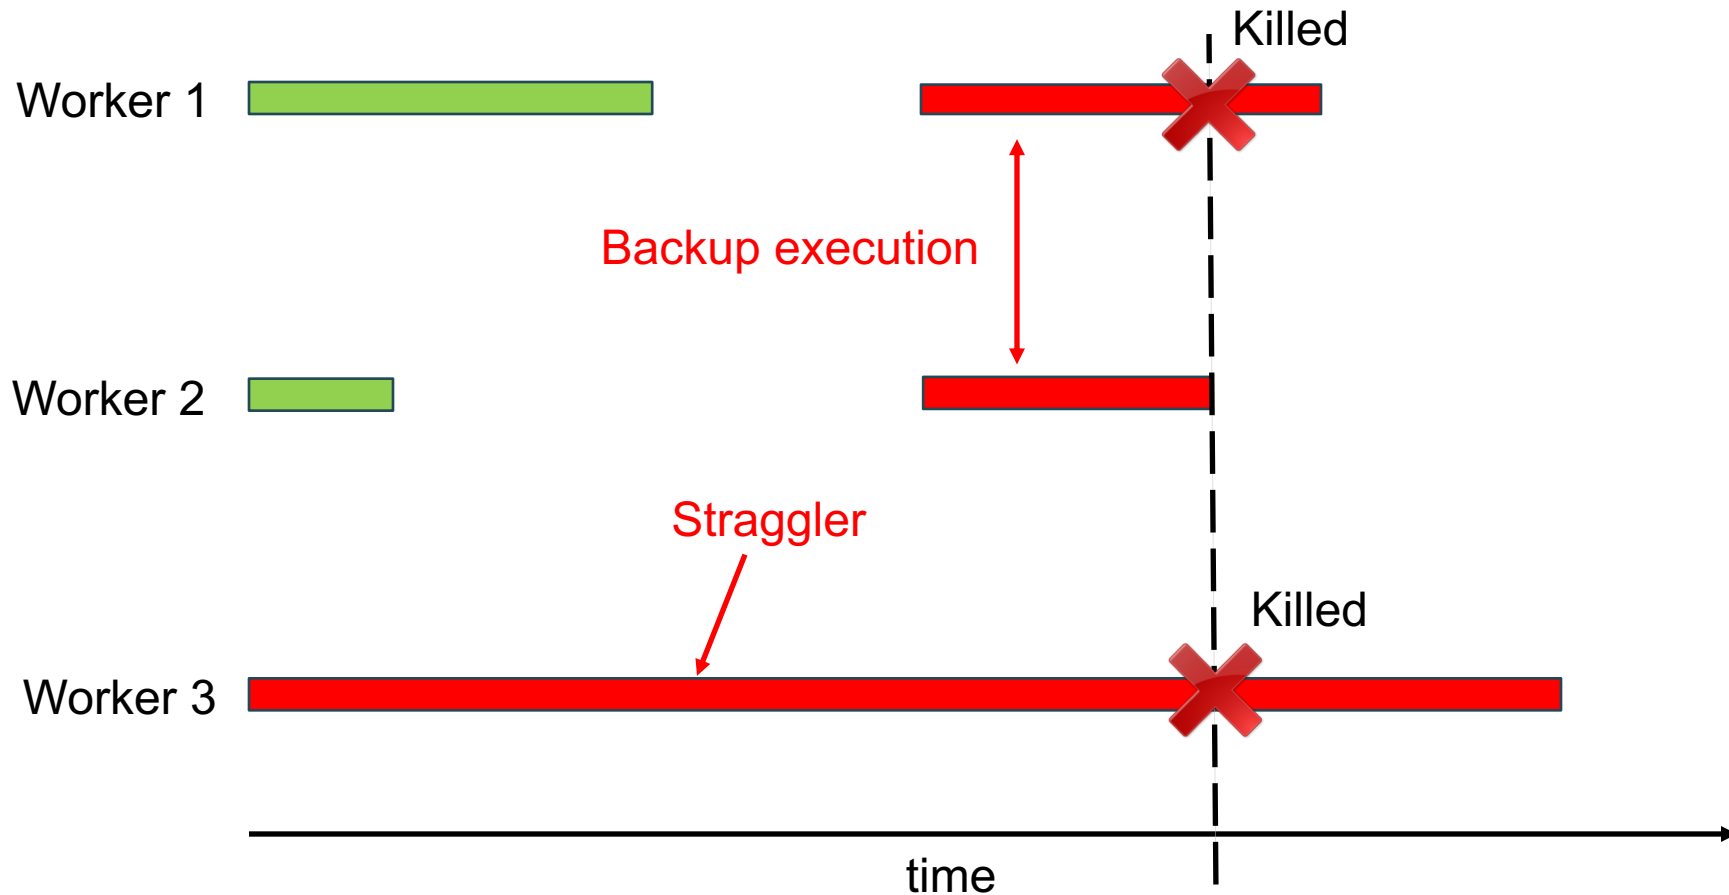 Killed
Worker 1
Backup execution
Worker 2
Straggler
Killed
Worker 3
time